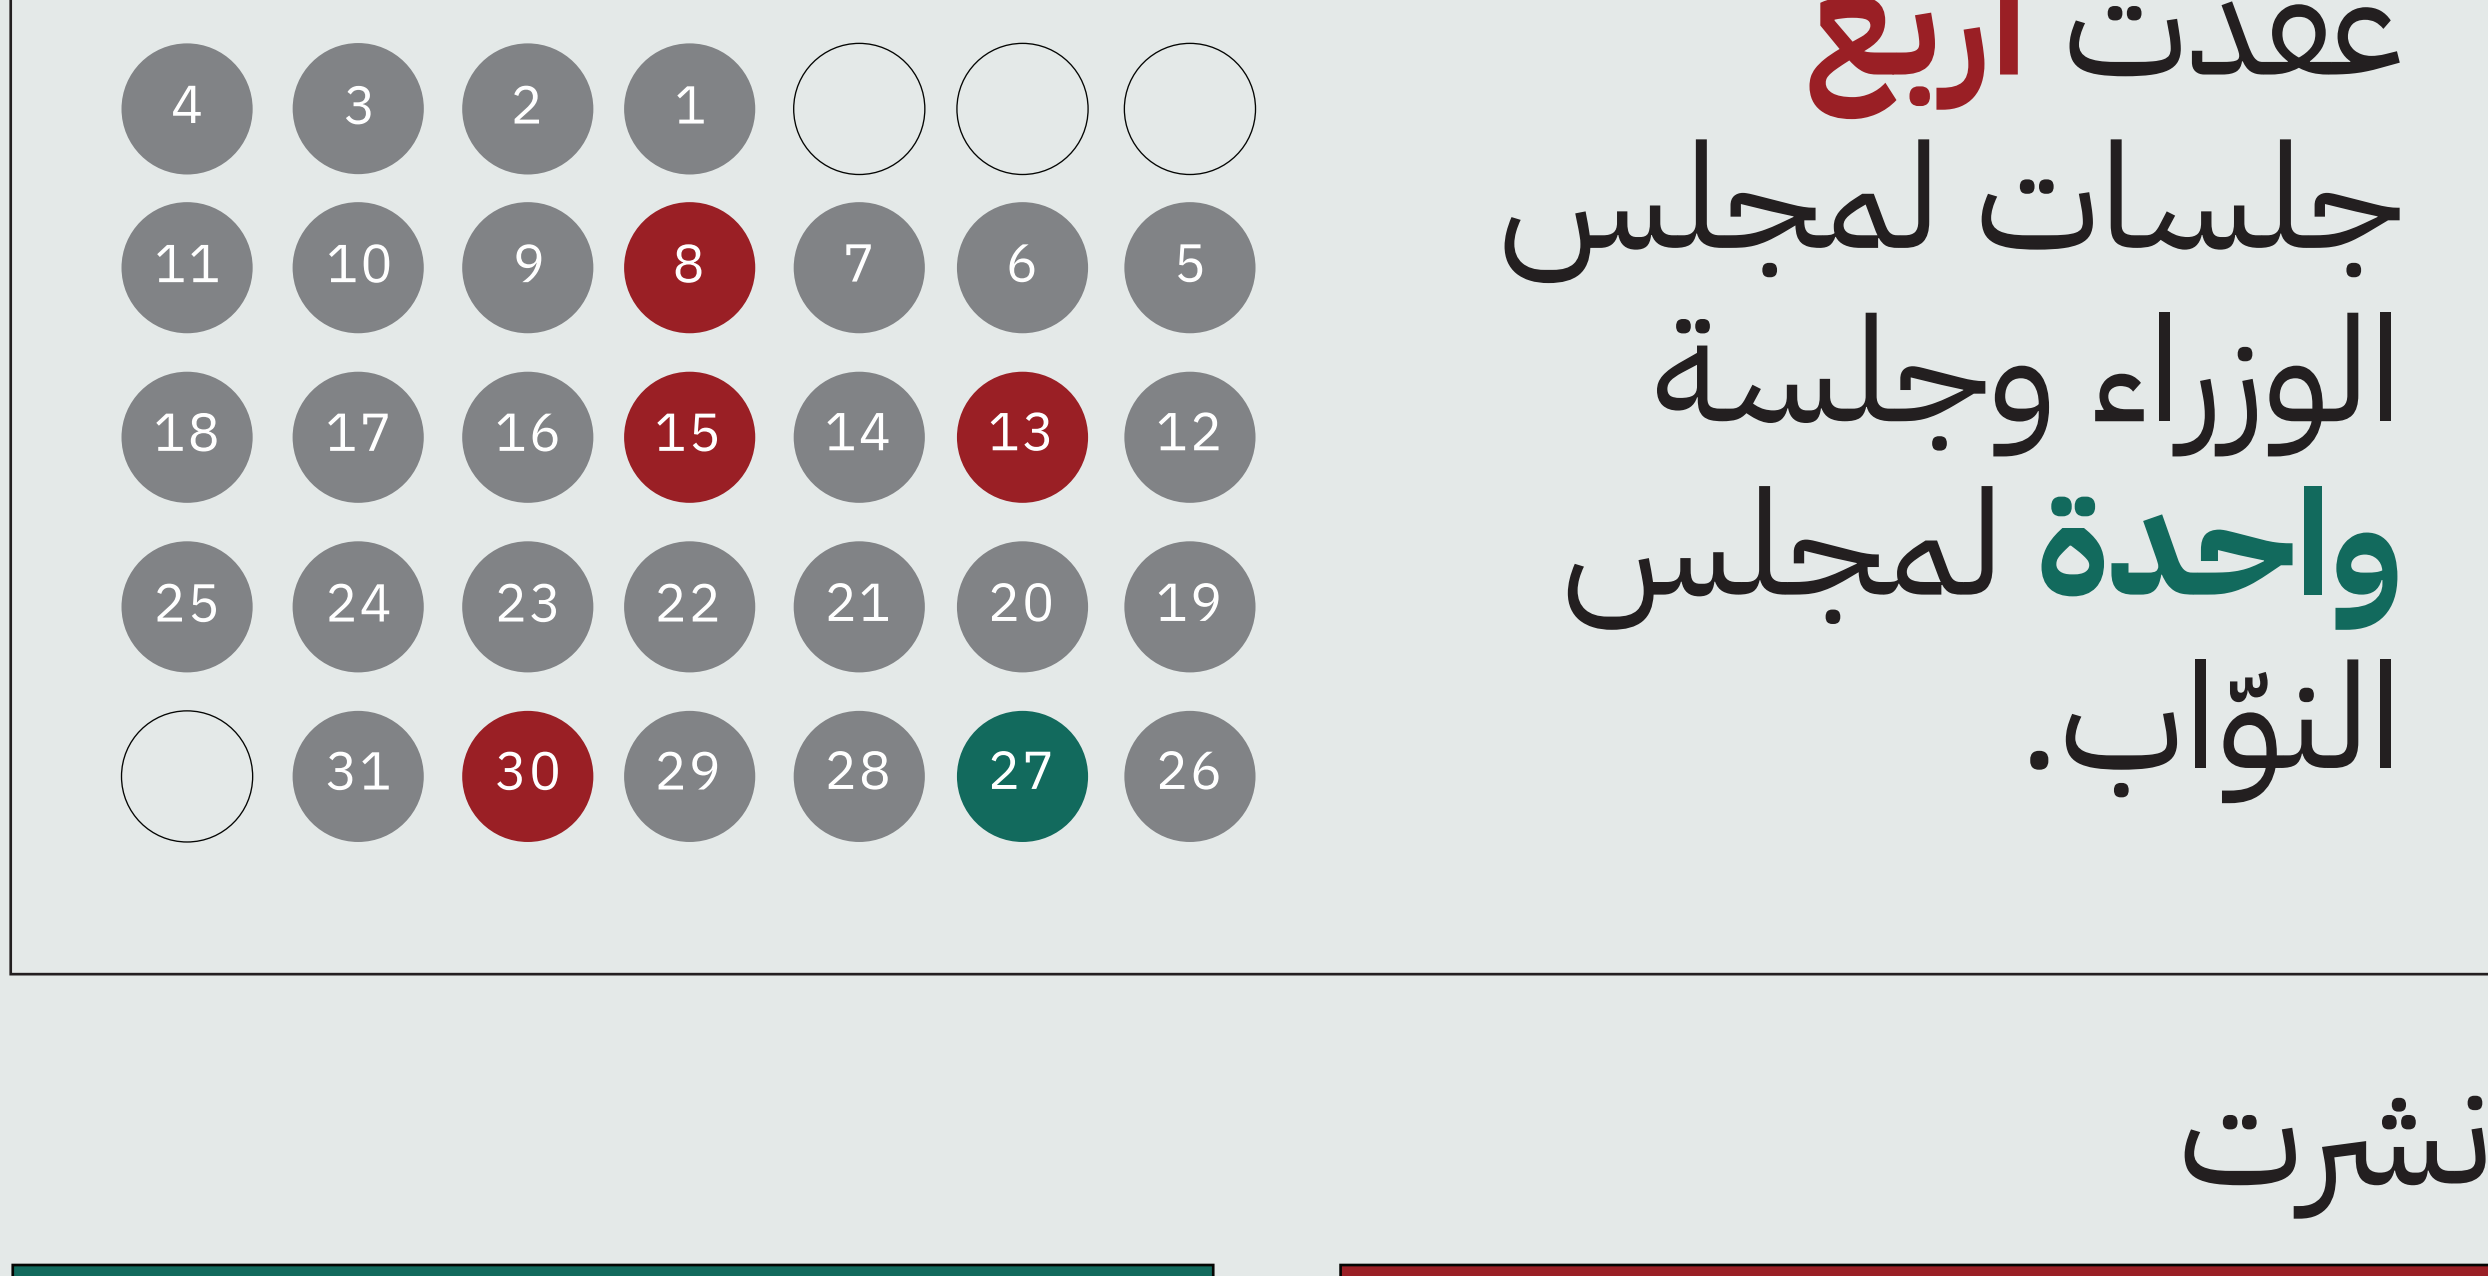 عقدت أربع
جلسات لمجلس
الوزراء وجلسة
واحدة لمجلس
النوّاب.
1 2 3 4
5 6 7 8 9 10 11
12 13 14 15 16 17 18
19 20 21 22 23 24 25
26 27 28 29 30 31
نشرت